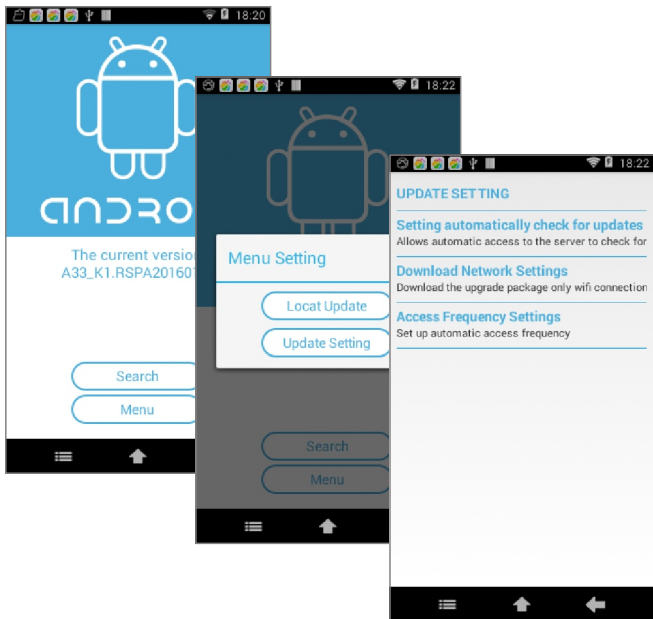 18:20
ANDRO
The current version
A33_K1.RSPA20160
Search
Menu
18:22
Menu Setting
Locat Update
Update Setting
Search
Menu
18:22
UPDATE SETTING
Setting automatically check for updates
Allows automatic access to the server to check for
Download Network Settings
Download the upgrade package only wifi connection
Access Frequency Settings
Set up automatic access frequency